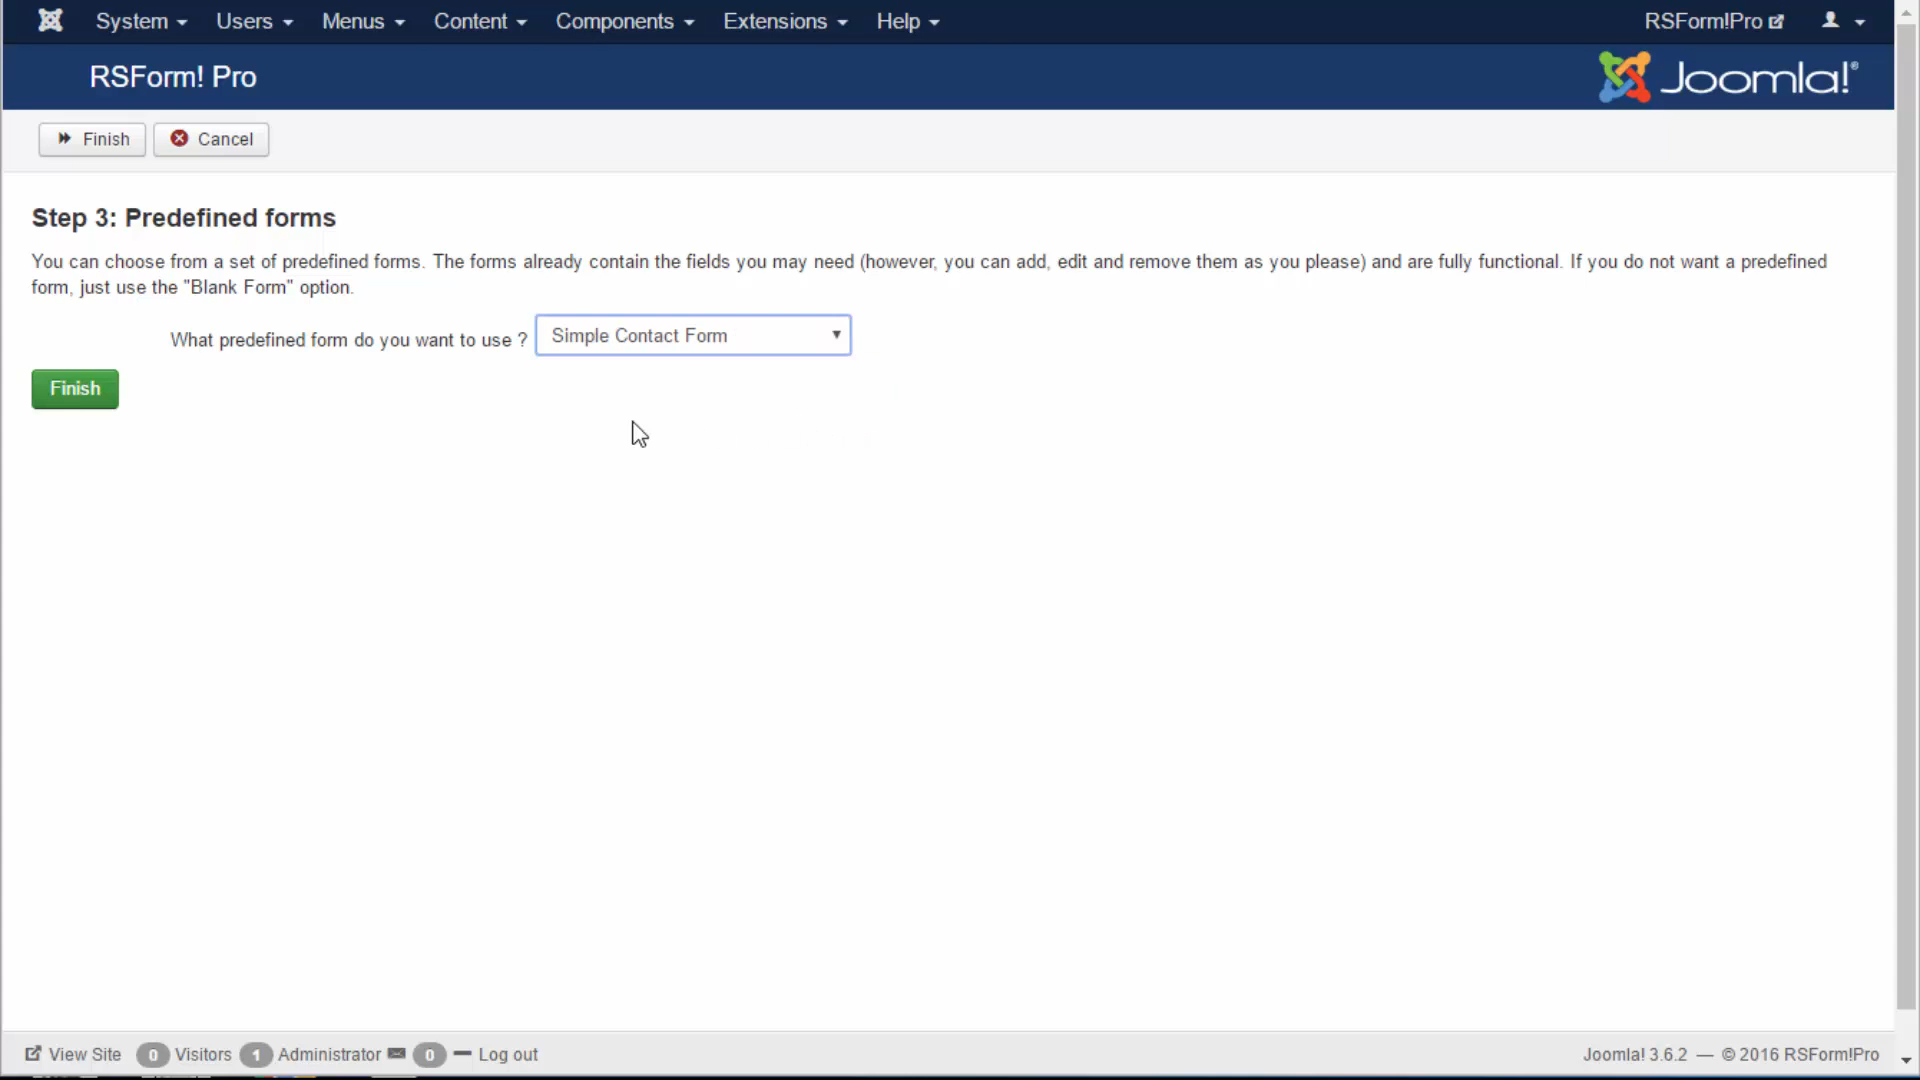 System Users Menus Content Components Extensions Help RSForm!Pro
RSForm! Pro Joomla!®
Finish Cancel
Step 3: Predefined forms
You can choose from a set of predefined forms. The forms already contain the fields you may need (however, you can add, edit and remove them as you please) and are fully functional. If you do not want a predefined
form, just use the "Blank Form" option.
What predefined form do you want to use ? Simple Contact Form
Finish
View Site 0 Visitors 1 Administrator 0 Log out Joomla! 3.6.2 — © 2016 RSForm!Pro